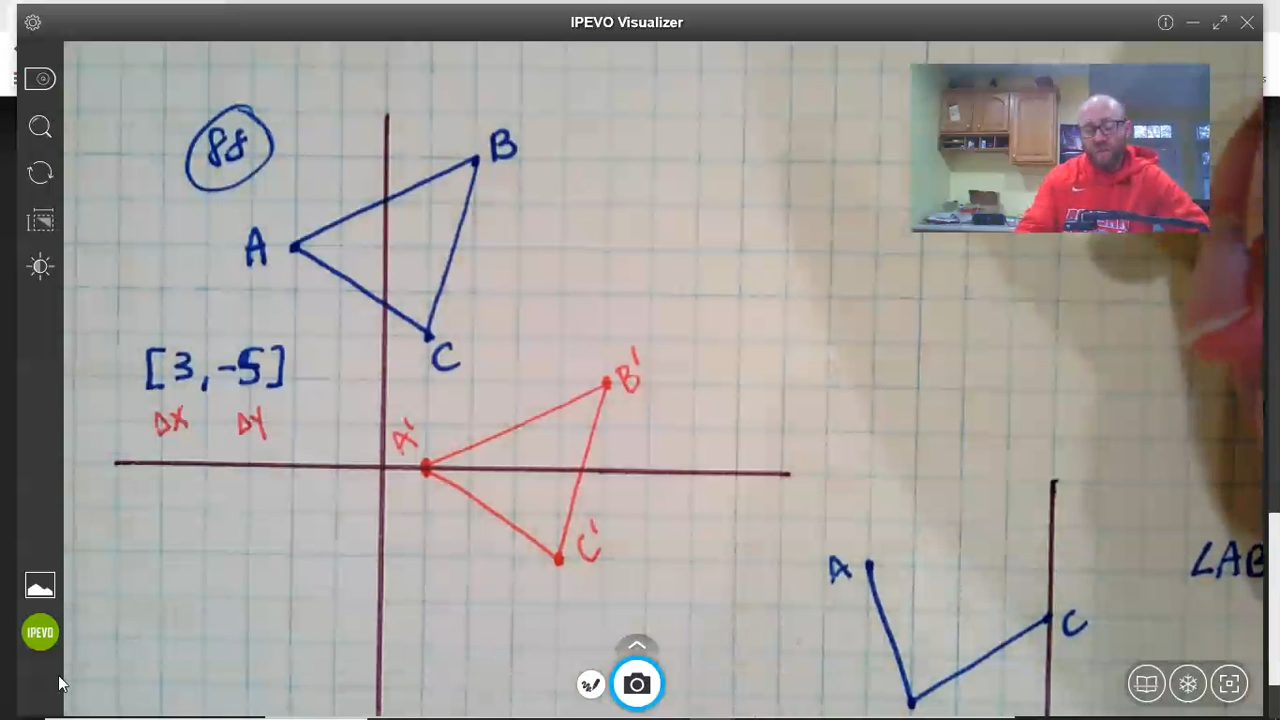 IPEVO Visualizer
88
B
A
C
[3, -5]
ΔX ΔY
A'
B'
C'
A
C
∠AB
IPEVO